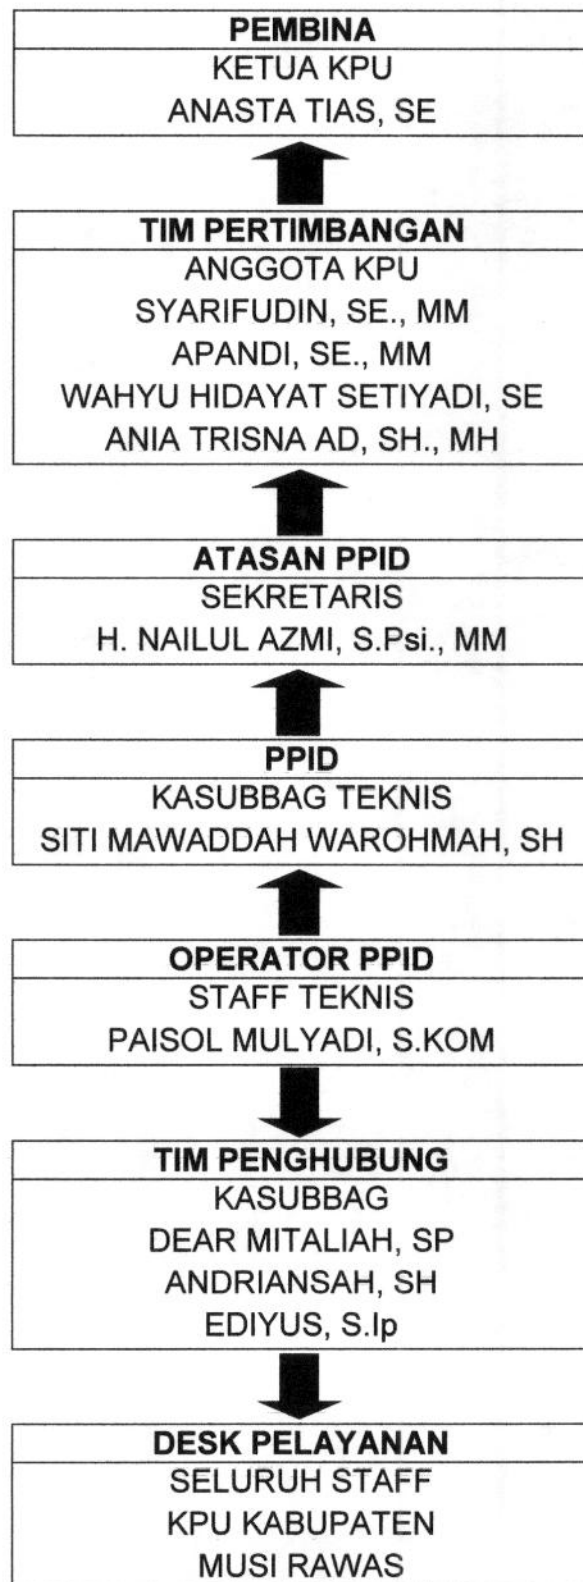 PEMBINA
KETUA KPU
ANASTA TIAS, SE
TIM PERTIMBANGAN
ANGGOTA KPU
SYARIFUDIN, SE., MM
APANDI, SE., MM
WAHYU HIDAYAT SETIYADI, SE
ANIA TRISNA AD, SH., MH
ATASAN PPID
SEKRETARIS
H. NAILUL AZMI, S.Psi., MM
PPID
KASUBBAG TEKNIS
SITI MAWADDAH WAROHMAH, SH
OPERATOR PPID
STAFF TEKNIS
PAISOL MULYADI, S.KOM
TIM PENGHUBUNG
KASUBBAG
DEAR MITALIAH, SP
ANDRIANSAH, SH
EDIYUS, S.Ip
DESK PELAYANAN
SELURUH STAFF
KPU KABUPATEN
MUSI RAWAS